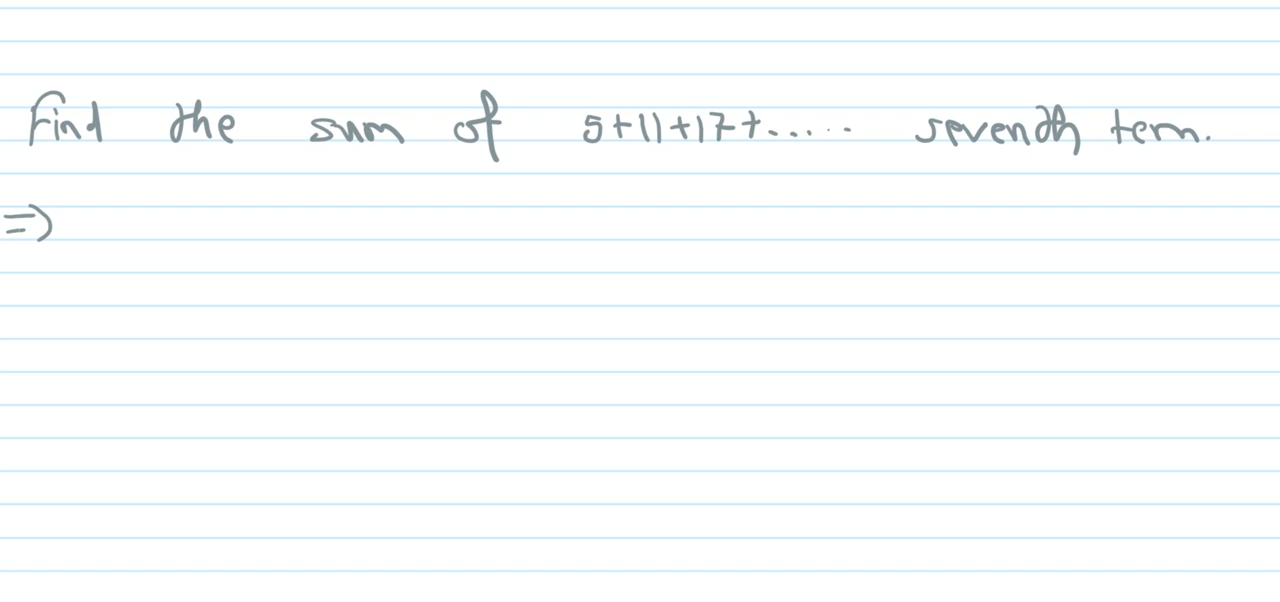 Find the sum of 5+11+17+..... seventh term.
=>